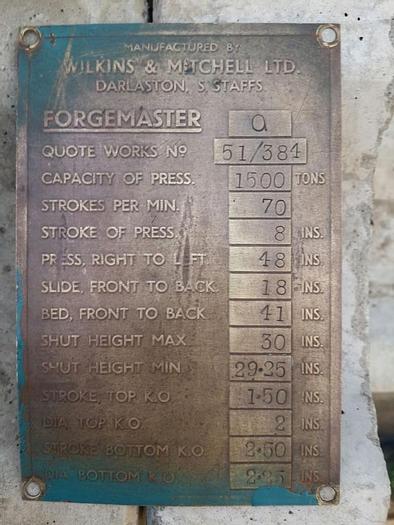 MANUFACTURED BY
WILKINS & MITCHELL LTD.
DARLASTON, S. STAFFS.
FORGEMASTER a
QUOTE WORKS Nº 51/384
CAPACITY OF PRESS. 1500 TONS
STROKES PER MIN. 70
STROKE OF PRESS. 8 INS.
PRESS, RIGHT TO LEFT 48 INS.
SLIDE, FRONT TO BACK. 18 INS.
BED, FRONT TO BACK 41 INS.
SHUT HEIGHT MAX 30 INS.
SHUT HEIGHT MIN 29·25 INS.
STROKE, TOP K.O. 1·50 INS.
DIA. TOP K.O. 2 INS.
STROKE BOTTOM K.O. 2·50 INS.
DIA. BOTTOM K.O. 2·25 INS.